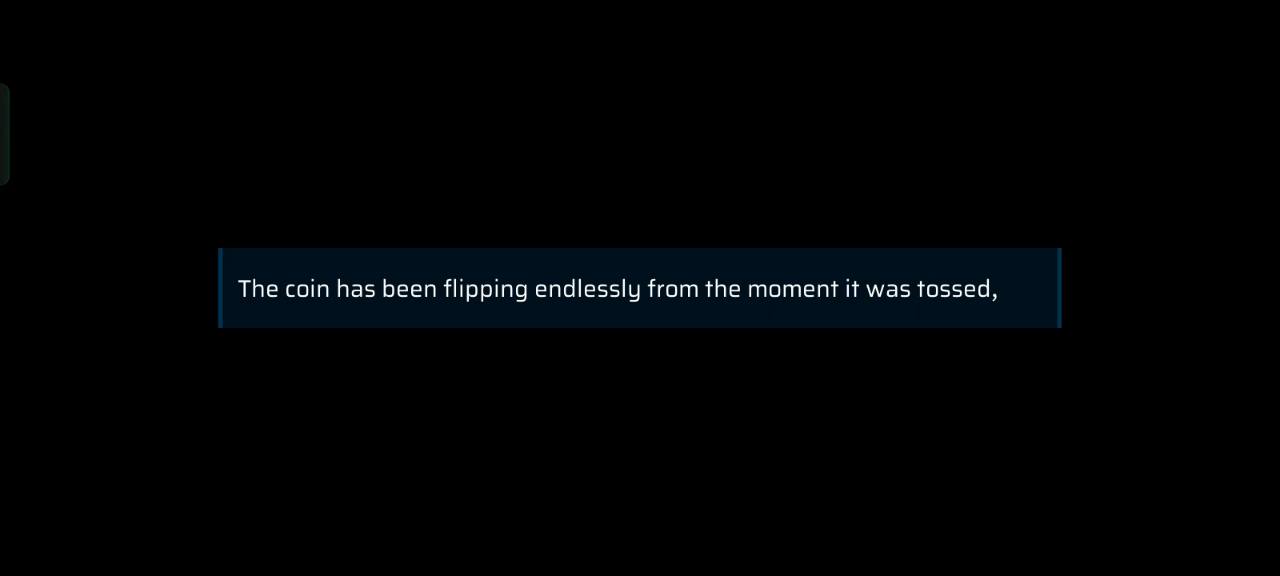 The coin has been flipping endlessly from the moment it was tossed,